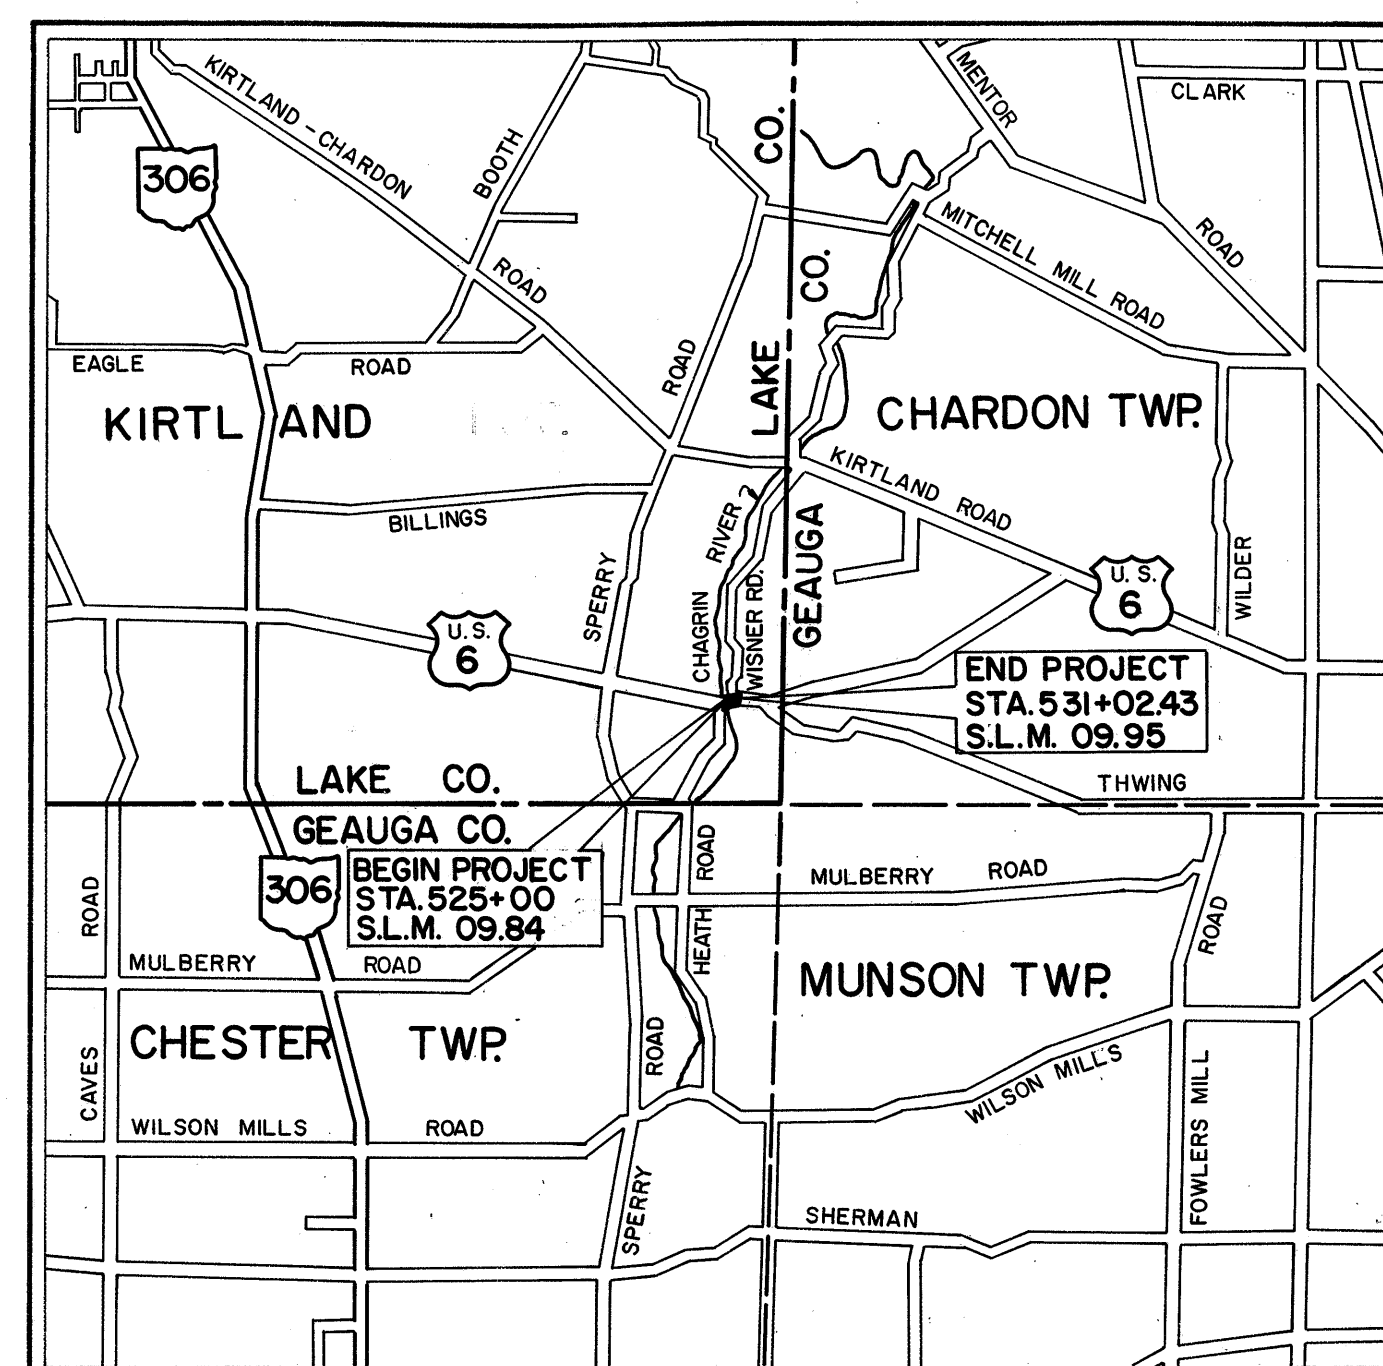 KIRTLAND-CHARDON
ROAD
MENTOR
ROAD
CLARK
306
BOOTH
CO.
CO.
MITCHELL MILL ROAD
EAGLE
ROAD
ROAD
LAKE
KIRTLAND
CHARDON TWP.
KIRTLAND ROAD
BILLINGS
RIVER
GEAUGA
SPERRY
CHAGRIN
WISNER RD.
WILDER
U.S.
6
U.S.
6
END PROJECT
STA. 531+02.43
S.L.M. 09.95
LAKE CO.
THWING
GEAUGA CO.
306
BEGIN PROJECT
STA. 525+00
S.L.M. 09.84
ROAD
MULBERRY ROAD
ROAD
HEATH
ROAD
MULBERRY ROAD
MUNSON TWP.
CHESTER TWP.
ROAD
CAVES
WILSON MILLS
WILSON MILLS ROAD
FOWLERS MILL
SPERRY
SHERMAN